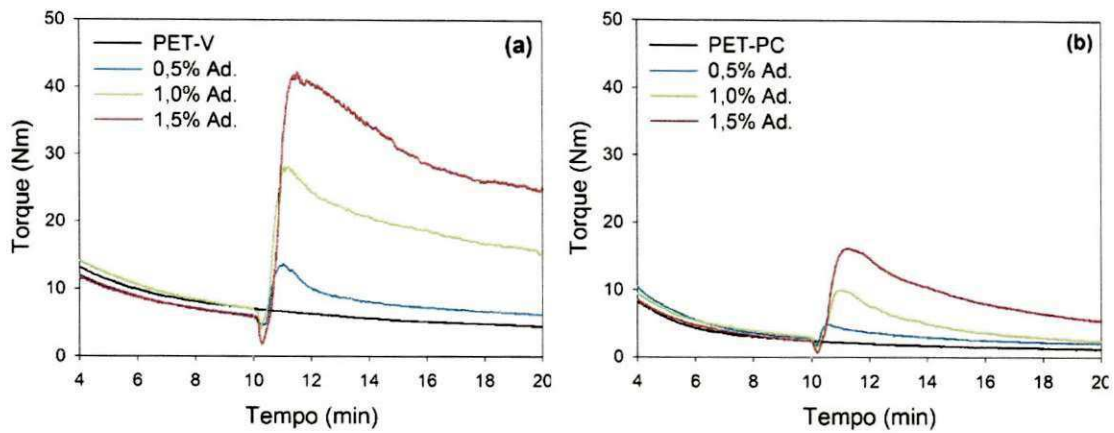 (a)
PET-V
0,5% Ad.
1,0% Ad.
1,5% Ad.
Torque (Nm)
50
40
30
20
10
0
4 6 8 10 12 14 16 18 20
Tempo (min)
(b)
PET-PC
0,5% Ad.
1,0% Ad.
1,5% Ad.
Torque (Nm)
50
40
30
20
10
0
4 6 8 10 12 14 16 18 20
Tempo (min)